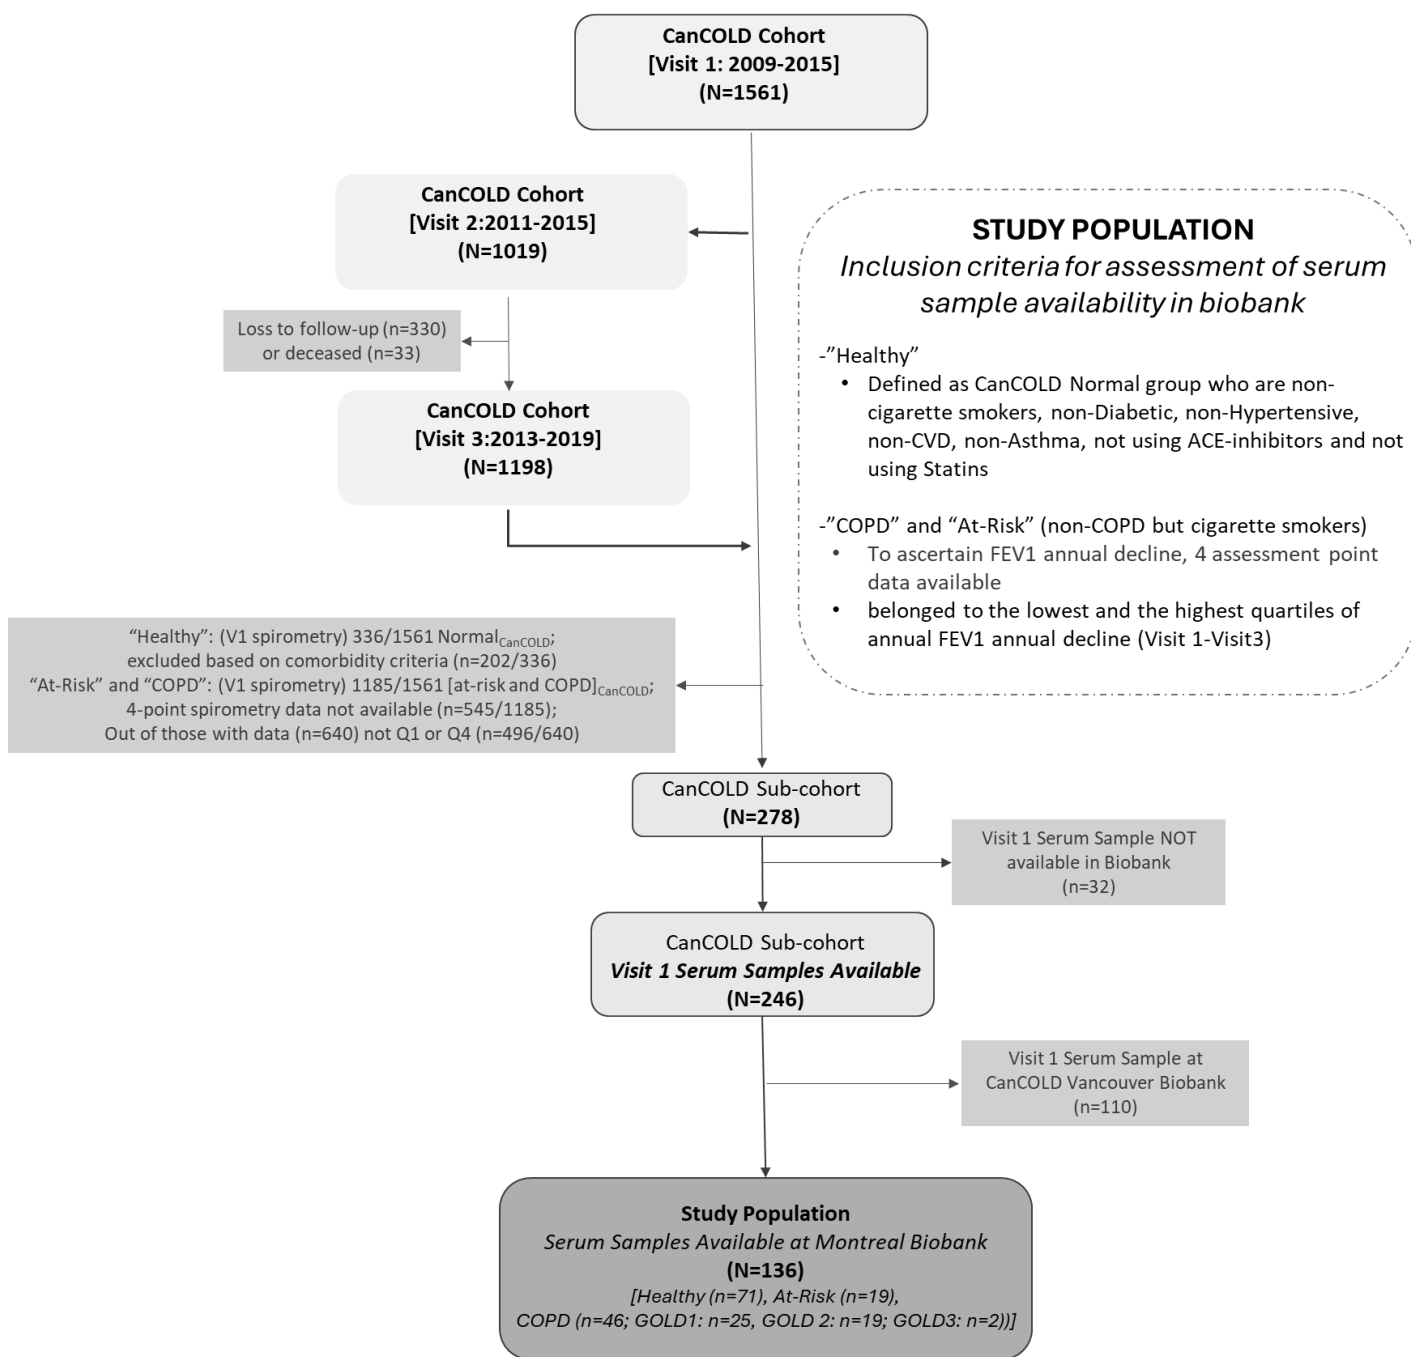 CanCOLD Cohort
[Visit 1: 2009-2015]
(N=1561)
CanCOLD Cohort
[Visit 2:2011-2015]
(N=1019)
Loss to follow-up (n=330)
or deceased (n=33)
CanCOLD Cohort
[Visit 3:2013-2019]
(N=1198)
STUDY POPULATION
Inclusion criteria for assessment of serum
sample availability in biobank
-”Healthy”
• Defined as CanCOLD Normal group who are non-
cigarette smokers, non-Diabetic, non-Hypertensive,
non-CVD, non-Asthma, not using ACE-inhibitors and not
using Statins
-”COPD” and “At-Risk” (non-COPD but cigarette smokers)
• To ascertain FEV1 annual decline, 4 assessment point
data available
• belonged to the lowest and the highest quartiles of
annual FEV1 annual decline (Visit 1-Visit3)
“Healthy”: (V1 spirometry) 336/1561 Normal CanCOLD;
excluded based on comorbidity criteria (n=202/336)
“At-Risk” and “COPD”: (V1 spirometry) 1185/1561 [at-risk and COPD] CanCOLD;
4-point spirometry data not available (n=545/1185);
Out of those with data (n=640) not Q1 or Q4 (n=496/640)
CanCOLD Sub-cohort
(N=278)
Visit 1 Serum Sample NOT
available in Biobank
(n=32)
CanCOLD Sub-cohort
Visit 1 Serum Samples Available
(N=246)
Visit 1 Serum Sample at
CanCOLD Vancouver Biobank
(n=110)
Study Population
Serum Samples Available at Montreal Biobank
(N=136)
[Healthy (n=71), At-Risk (n=19),
COPD (n=46; GOLD1: n=25, GOLD 2: n=19; GOLD3: n=2))]